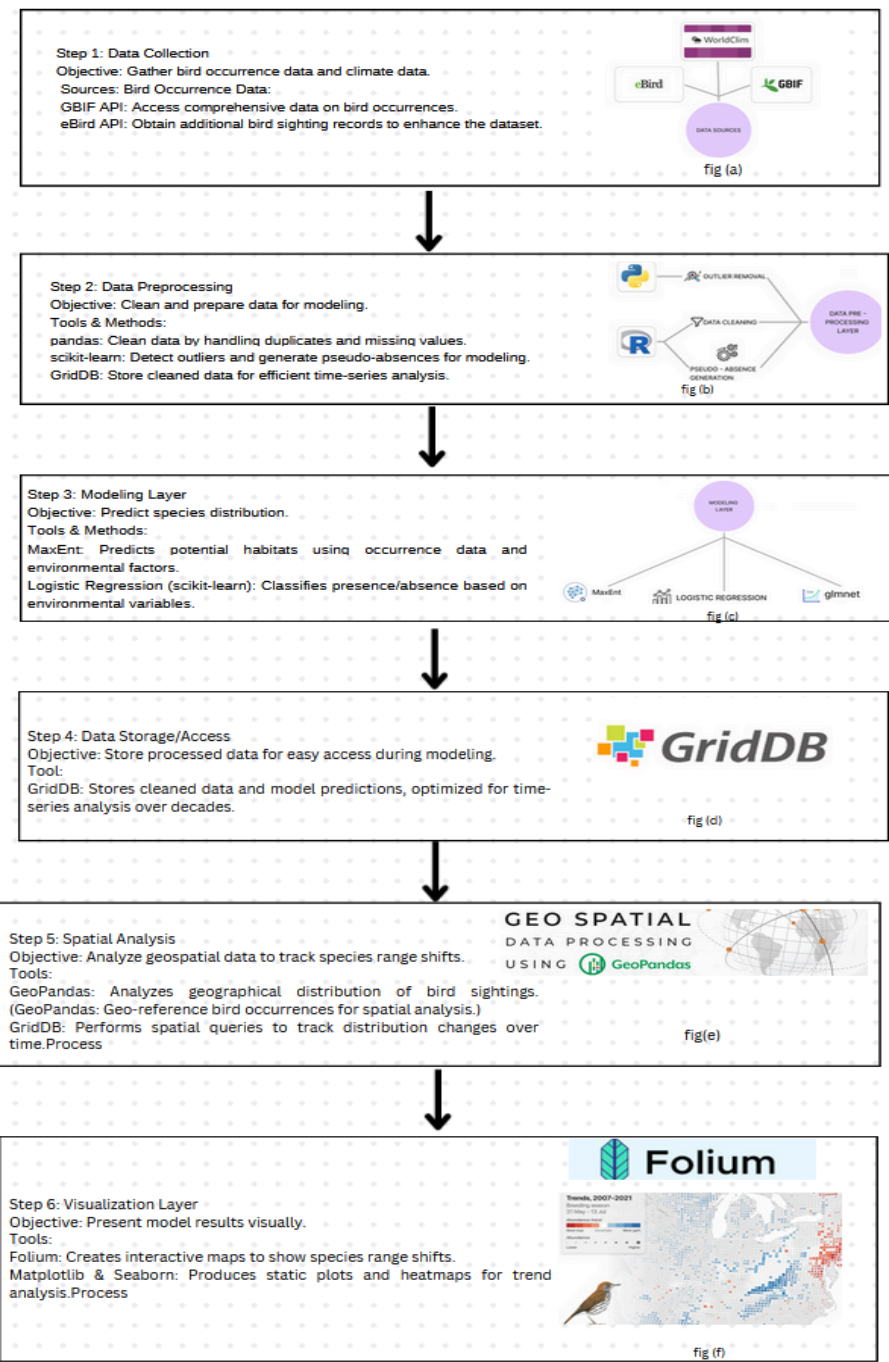 Step 1: Data Collection
Objective: Gather bird occurrence data and climate data.
Sources: Bird Occurrence Data:
GBIF API: Access comprehensive data on bird occurrences.
eBird API: Obtain additional bird sighting records to enhance the dataset.
WorldClim
eBird
GBIF
DATA SOURCES
fig (a)
Step 2: Data Preprocessing
Objective: Clean and prepare data for modeling.
Tools & Methods:
pandas: Clean data by handling duplicates and missing values.
scikit-learn: Detect outliers and generate pseudo-absences for modeling.
GridDB: Store cleaned data for efficient time-series analysis.
OUTLIER REMOVAL
DATA CLEANING
R
PSEUDO - ABSENCE
GENERATION
DATA PRE -
PROCESSING
LAYER
fig (b)
Step 3: Modeling Layer
Objective: Predict species distribution.
Tools & Methods:
MaxEnt: Predicts potential habitats using occurrence data and
environmental factors.
Logistic Regression (scikit-learn): Classifies presence/absence based on
environmental variables.
MODELING
LAYER
MaxEnt
LOGISTIC REGRESSION
glmnet
fig (c)
Step 4: Data Storage/Access
Objective: Store processed data for easy access during modeling.
Tool:
GridDB: Stores cleaned data and model predictions, optimized for time-
series analysis over decades.
GridDB
fig (d)
Step 5: Spatial Analysis
Objective: Analyze geospatial data to track species range shifts.
Tools:
GeoPandas: Analyzes geographical distribution of bird sightings.
(GeoPandas: Geo-reference bird occurrences for spatial analysis.)
GridDB: Performs spatial queries to track distribution changes over
time.Process
GEO SPATIAL
DATA PROCESSING
USING GeoPandas
fig(e)
Step 6: Visualization Layer
Objective: Present model results visually.
Tools:
Folium: Creates interactive maps to show species range shifts.
Matplotlib & Seaborn: Produces static plots and heatmaps for trend
analysis.Process
Folium
Trends, 2007-2021
Breeding season
31 May - 13 Jul
Abundance trend
Abundance
Lower Higher
fig (f)